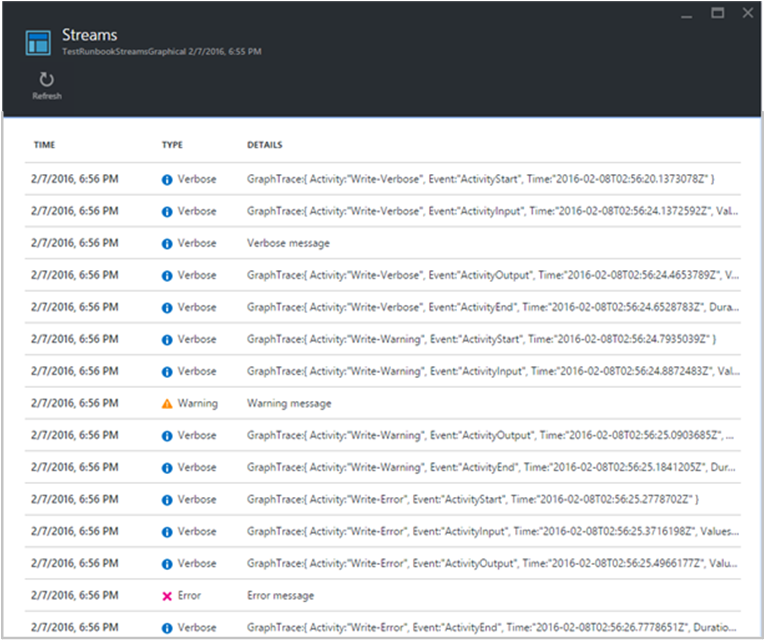 Streams
TestRunbookStreamsGraphical 2/7/2016, 6:55 PM
Refresh
TIME TYPE DETAILS
2/7/2016, 6:56 PM Verbose GraphTrace:{ Activity:"Write-Verbose", Event:"ActivityStart", Time:"2016-02-08T02:56:20.1373078Z" }
2/7/2016, 6:56 PM Verbose GraphTrace:{ Activity:"Write-Verbose", Event:"ActivityInput", Time:"2016-02-08T02:56:24.1372592Z", Val...
2/7/2016, 6:56 PM Verbose Verbose message
2/7/2016, 6:56 PM Verbose GraphTrace:{ Activity:"Write-Verbose", Event:"ActivityOutput", Time:"2016-02-08T02:56:24.4653789Z", V...
2/7/2016, 6:56 PM Verbose GraphTrace:{ Activity:"Write-Verbose", Event:"ActivityEnd", Time:"2016-02-08T02:56:24.6528783Z", Dura...
2/7/2016, 6:56 PM Verbose GraphTrace:{ Activity:"Write-Warning", Event:"ActivityStart", Time:"2016-02-08T02:56:24.7935039Z" }
2/7/2016, 6:56 PM Verbose GraphTrace:{ Activity:"Write-Warning", Event:"ActivityInput", Time:"2016-02-08T02:56:24.8872483Z", Val...
2/7/2016, 6:56 PM Warning Warning message
2/7/2016, 6:56 PM Verbose GraphTrace:{ Activity:"Write-Warning", Event:"ActivityOutput", Time:"2016-02-08T02:56:25.0903685Z", ...
2/7/2016, 6:56 PM Verbose GraphTrace:{ Activity:"Write-Warning", Event:"ActivityEnd", Time:"2016-02-08T02:56:25.1841205Z", Dur...
2/7/2016, 6:56 PM Verbose GraphTrace:{ Activity:"Write-Error", Event:"ActivityStart", Time:"2016-02-08T02:56:25.2778702Z" }
2/7/2016, 6:56 PM Verbose GraphTrace:{ Activity:"Write-Error", Event:"ActivityInput", Time:"2016-02-08T02:56:25.3716198Z", Values...
2/7/2016, 6:56 PM Verbose GraphTrace:{ Activity:"Write-Error", Event:"ActivityOutput", Time:"2016-02-08T02:56:25.4966177Z", Valu...
2/7/2016, 6:56 PM Error Error message
2/7/2016, 6:56 PM Verbose GraphTrace:{ Activity:"Write-Error", Event:"ActivityEnd", Time:"2016-02-08T02:56:26.7778651Z", Duratio...